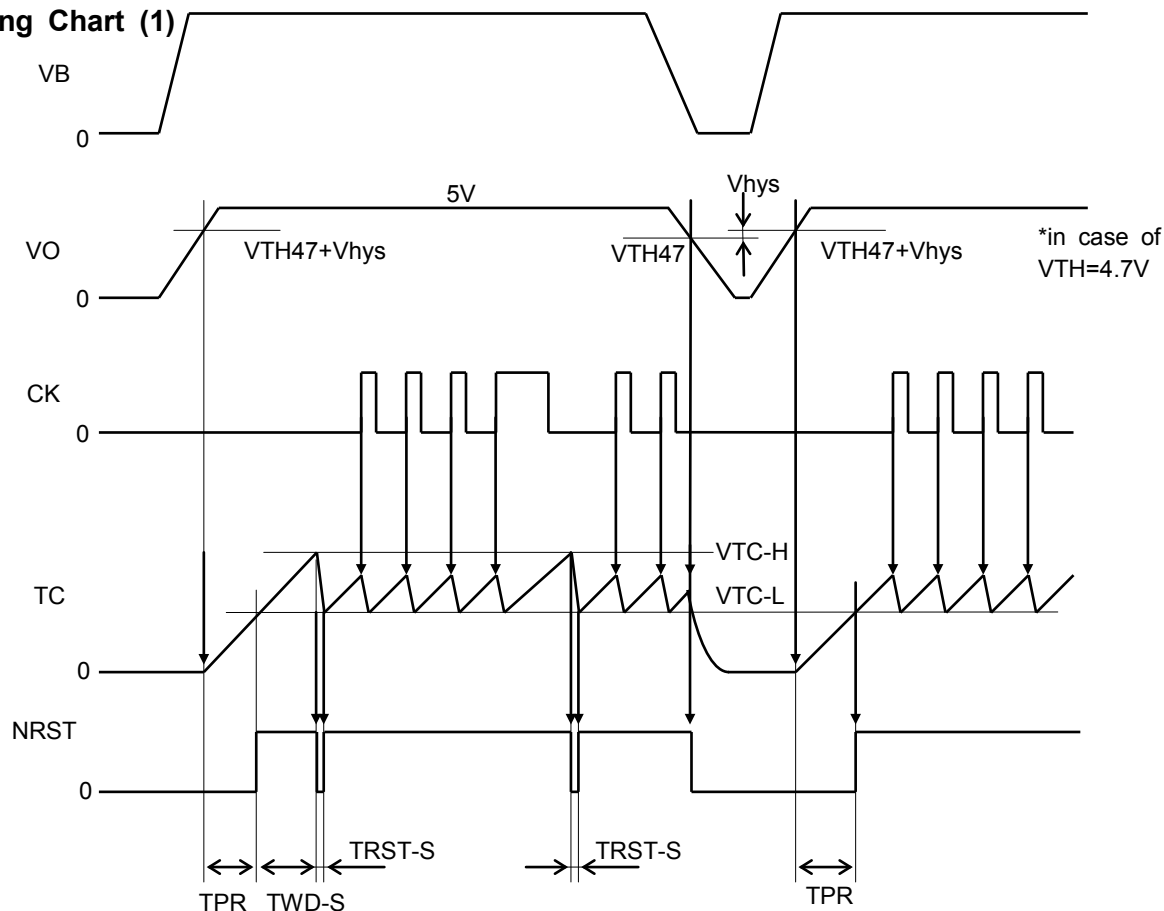 ng Chart (1)
VB
0
5V
Vhys
VO
VTH47+Vhys
VTH47
VTH47+Vhys
*in case of
VTH=4.7V
0
CK
0
VTC-H
TC
VTC-L
0
NRST
0
TRST-S
TRST-S
TPR
TWD-S
TPR